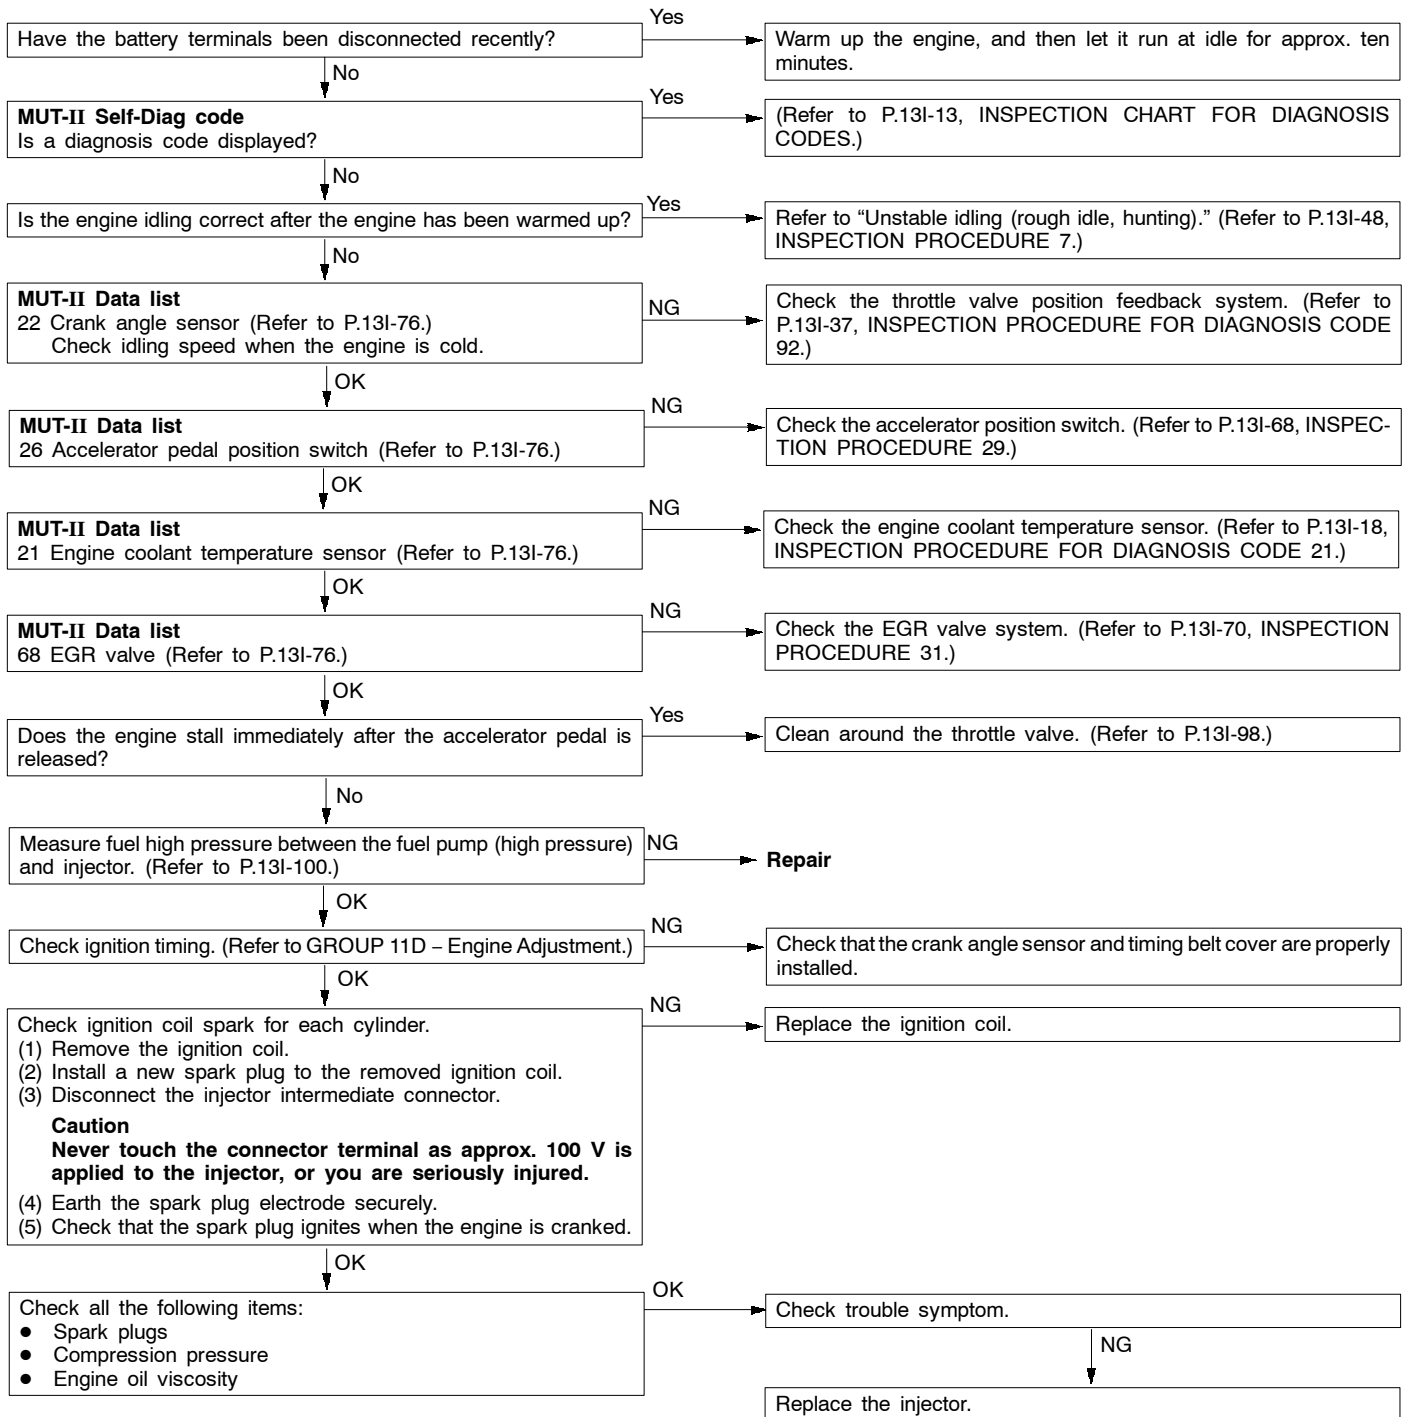 Yes
Have the battery terminals been disconnected recently?
Warm up the engine, and then let it run at idle for approx. ten
minutes.
No
MUT-II Self-Diag code
Is a diagnosis code displayed?
Yes
(Refer to P.13I-13, INSPECTION CHART FOR DIAGNOSIS
CODES.)
No
Is the engine idling correct after the engine has been warmed up?
Yes
Refer to “Unstable idling (rough idle, hunting).” (Refer to P.13I-48,
INSPECTION PROCEDURE 7.)
No
MUT-II Data list
22 Crank angle sensor (Refer to P.13I-76.)
Check idling speed when the engine is cold.
NG
Check the throttle valve position feedback system. (Refer to
P.13I-37, INSPECTION PROCEDURE FOR DIAGNOSIS CODE
92.)
OK
MUT-II Data list
26 Accelerator pedal position switch (Refer to P.13I-76.)
NG
Check the accelerator position switch. (Refer to P.13I-68, INSPEC-
TION PROCEDURE 29.)
OK
MUT-II Data list
21 Engine coolant temperature sensor (Refer to P.13I-76.)
NG
Check the engine coolant temperature sensor. (Refer to P.13I-18,
INSPECTION PROCEDURE FOR DIAGNOSIS CODE 21.)
OK
MUT-II Data list
68 EGR valve (Refer to P.13I-76.)
NG
Check the EGR valve system. (Refer to P.13I-70, INSPECTION
PROCEDURE 31.)
OK
Does the engine stall immediately after the accelerator pedal is
released?
Yes
Clean around the throttle valve. (Refer to P.13I-98.)
No
Measure fuel high pressure between the fuel pump (high pressure)
and injector. (Refer to P.13I-100.)
NG
Repair
OK
Check ignition timing. (Refer to GROUP 11D – Engine Adjustment.)
NG
Check that the crank angle sensor and timing belt cover are properly
installed.
OK
Check ignition coil spark for each cylinder.
(1) Remove the ignition coil.
(2) Install a new spark plug to the removed ignition coil.
(3) Disconnect the injector intermediate connector.
Caution
Never touch the connector terminal as approx. 100 V is
applied to the injector, or you are seriously injured.
(4) Earth the spark plug electrode securely.
(5) Check that the spark plug ignites when the engine is cranked.
NG
Replace the ignition coil.
OK
Check all the following items:
● Spark plugs
● Compression pressure
● Engine oil viscosity
OK
Check trouble symptom.
NG
Replace the injector.